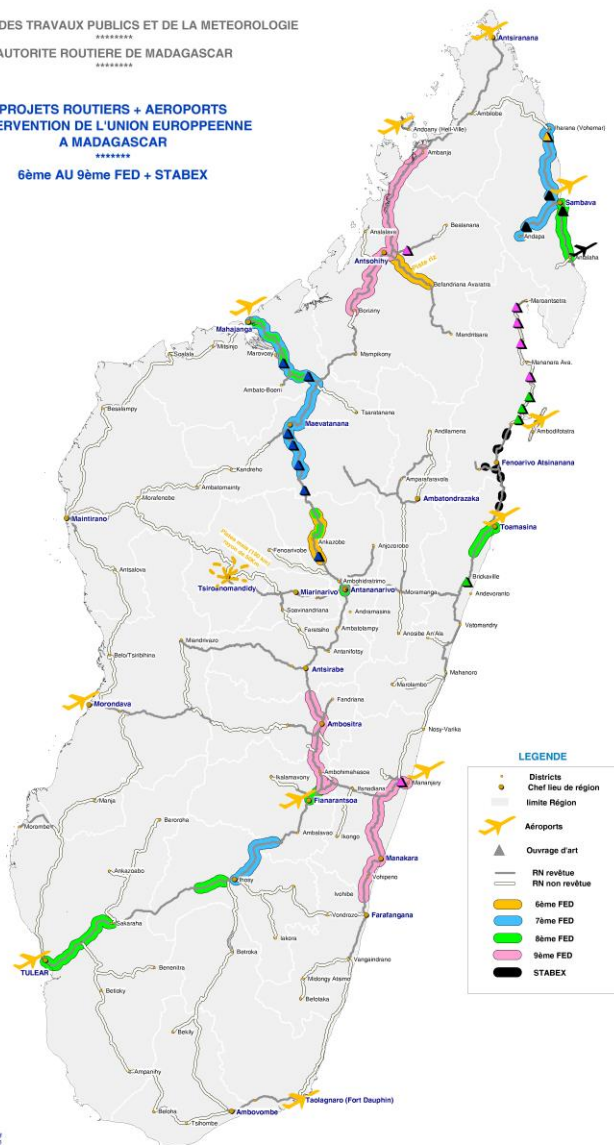 DES TRAVAUX PUBLICS ET DE LA METEOROLOGIE
********
AUTORITE ROUTIERE DE MADAGASCAR
********
PROJETS ROUTIERS + AEROPORTS
ERVENTION DE L'UNION EUROPPEENNE
A MADAGASCAR
*******
6ème AU 9ème FED + STABEX
Antsiranana
Ambilobe
Andoany (Hell-Ville)
Ambanja
Sambava
Andapa
Antalaha
Analalava
Bealanana
Antsohihy
Befandriana Avaratra
Boriziny
Mandritsara
Maroantsetra
Mananara Ava.
Mahajanga
Mitsinjo
Soalala
Marovoay
Mampikony
Ambato-Boeni
Tsaratanana
Besalampy
Maevatanana
Kandreho
Andilamena
Ambodifotatra
Fenoarivo Atsinanana
Ambatomainty
Morafenobe
Amparafaravola
Ambatondrazaka
Maintirano
Toamasina
Ankazobe
Fenoarivobe
Anjozorobe
Antsalova
Tsiroanomandidy
Miarinarivo
Ambohidratrimo
Antananarivo
Moramanga
Brickaville
Andevoranto
Soavinandriana
Andramasina
Vatomandry
Miandrivazo
Faratsiho
Ambatolampy
Anosibe An'Ala
Antanifotsy
Belo/Tsiribihina
Antsirabe
Mahanoro
Marolambo
Morondava
Fandriana
Ambositra
Nosy-Varika
Ambohimahasoa
Ikalamavony
Ifanadiana
Mananjary
Manja
Fianarantsoa
Morombe
Beroroha
Ambalavao
Ikongo
Manakara
Vohipeno
Ankazoabo
Ihosy
Ivohibe
Sakaraha
Vondrozo
Farafangana
Iakora
Betroka
Vangaindrano
TULEAR
Benenitra
Midongy Atsimo
Betioky
Befotaka
Bekily
Ampanihy
Beloha
Tsihombe
Ambovombe
Taolagnaro (Fort Dauphin)
LEGENDE
Districts
Chef lieu de région
limite Région
Aéroports
Ouvrage d'art
RN revêtue
RN non revêtue
6ème FED
7ème FED
8ème FED
9ème FED
STABEX